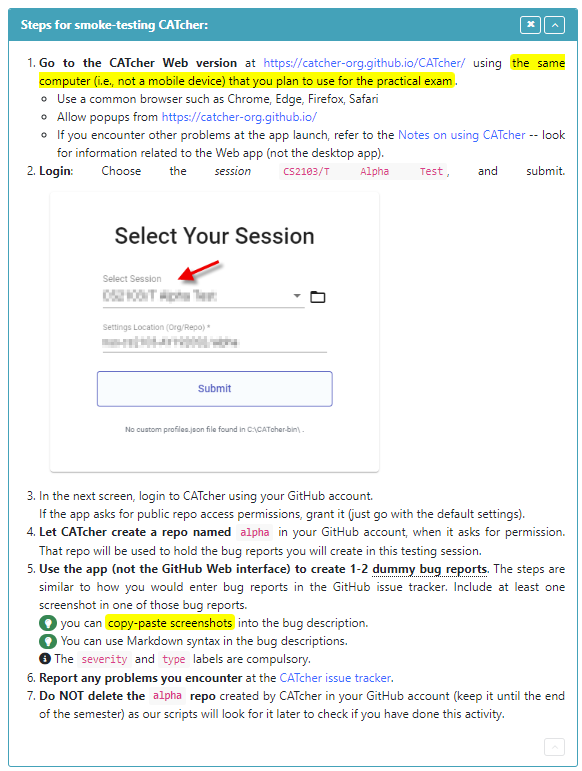 Steps for smoke-testing CATcher:
1. Go to the CATcher Web version at https://catcher-org.github.io/CATcher/ using the same
computer (i.e., not a mobile device) that you plan to use for the practical exam.
Use a common browser such as Chrome, Edge, Firefox, Safari
Allow popups from https://catcher-org.github.io/
If you encounter other problems at the app launch, refer to the Notes on using CATcher -- look
for information related to the Web app (not the desktop app).
2. Login: Choose the session CS2103/T Alpha Test, and submit.
Select Your Session
Select Session
CS2103/T Alpha Test
Settings Location (Org/Repo) *
Submit
No custom profiles.json file found in C:\CATcher-bin\ .
3. In the next screen, login to CATcher using your GitHub account.
If the app asks for public repo access permissions, grant it (just go with the default settings).
4. Let CATcher create a repo named alpha in your GitHub account, when it asks for permission.
That repo will be used to hold the bug reports you will create in this testing session.
5. Use the app (not the GitHub Web interface) to create 1-2 dummy bug reports. The steps are
similar to how you would enter bug reports in the GitHub issue tracker. Include at least one
screenshot in one of those bug reports.
you can copy-paste screenshots into the bug description.
You can use Markdown syntax in the bug descriptions.
The severity and type labels are compulsory.
6. Report any problems you encounter at the CATcher issue tracker.
7. Do NOT delete the alpha repo created by CATcher in your GitHub account (keep it until the end
of the semester) as our scripts will look for it later to check if you have done this activity.